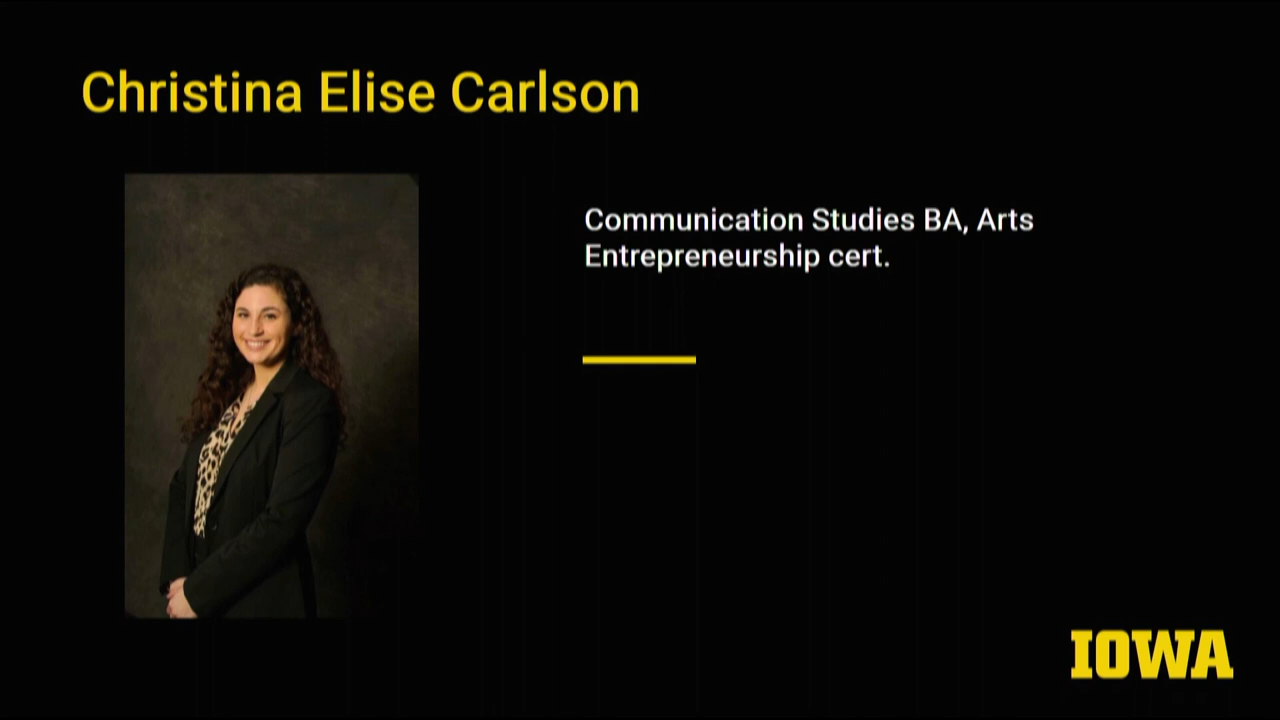 Christina Elise Carlson
Communication Studies BA, Arts
Entrepreneurship cert.
IOWA